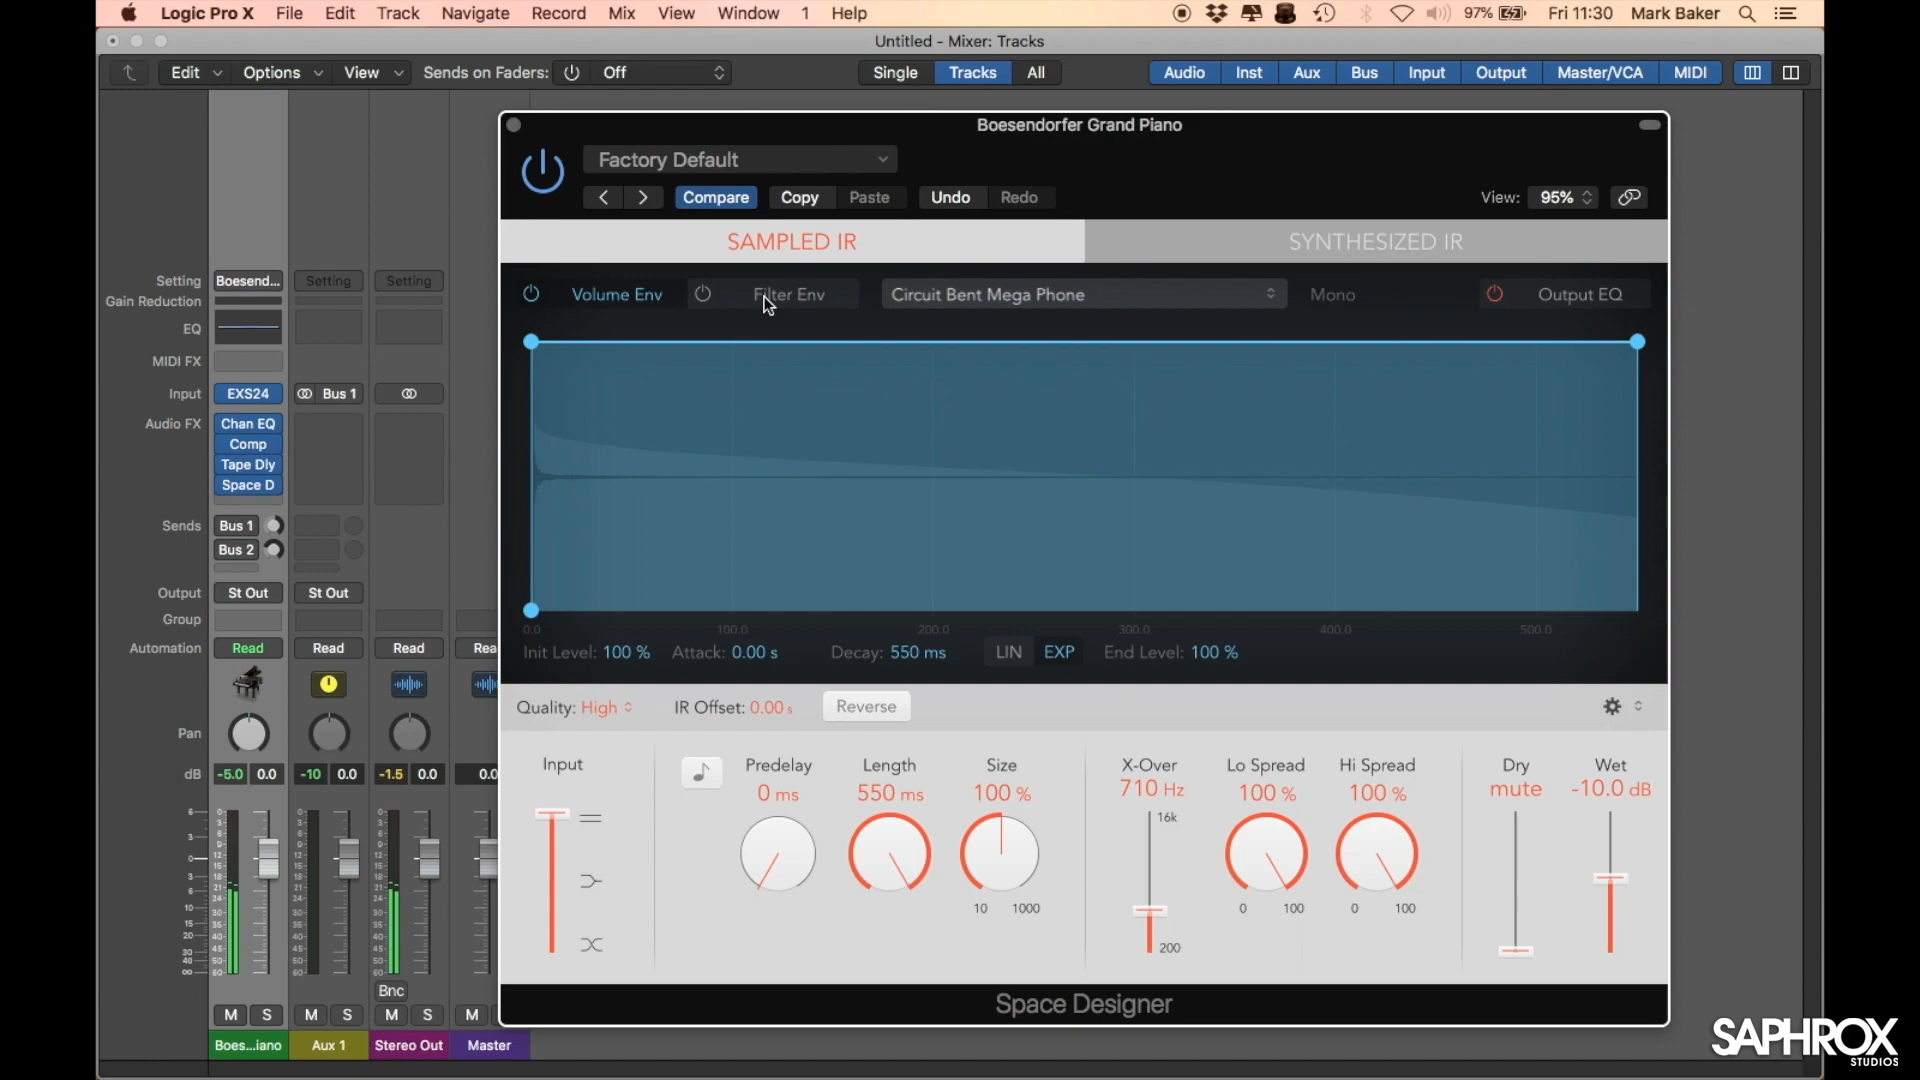 Logic Pro X File Edit Track Navigate Record Mix View Window 1 Help 97% Fri 11:30 Mark Baker
Untitled - Mixer: Tracks
Edit Options View Sends on Faders: Off Single Tracks All Audio Inst Aux Bus Input Output Master/VCA MIDI
Boesendorfer Grand Piano
Factory Default
Compare Copy Paste Undo Redo View: 95%
SAMPLED IR SYNTHESIZED IR
Volume Env Filter Env Circuit Bent Mega Phone Mono Output EQ
0.0 100.0 200.0 300.0 400.0 500.0
Init Level: 100 % Attack: 0.00 s Decay: 550 ms LIN EXP End Level: 100 %
Quality: High IR Offset: 0.00 s Reverse
Input Predelay Length Size X-Over Lo Spread Hi Spread Dry Wet
0 ms 550 ms 100 % 710 Hz 100 % 100 % mute -10.0 dB
16k
10 1000 0 100 0 100
200
Space Designer
Setting Boesend... Setting Setting
Gain Reduction
EQ
MIDI FX
Input EXS24 Bus 1
Audio FX Chan EQ
Comp
Tape Dly
Space D
Sends Bus 1
Bus 2
Output St Out St Out
Group
Automation Read Read Read Rea
Pan
dB -5.0 0.0 -10 0.0 -1.5 0.0 0.0
Bnc
M S M S M S M
Boes...iano Aux 1 Stereo Out Master
SAPHROX
STUDIOS